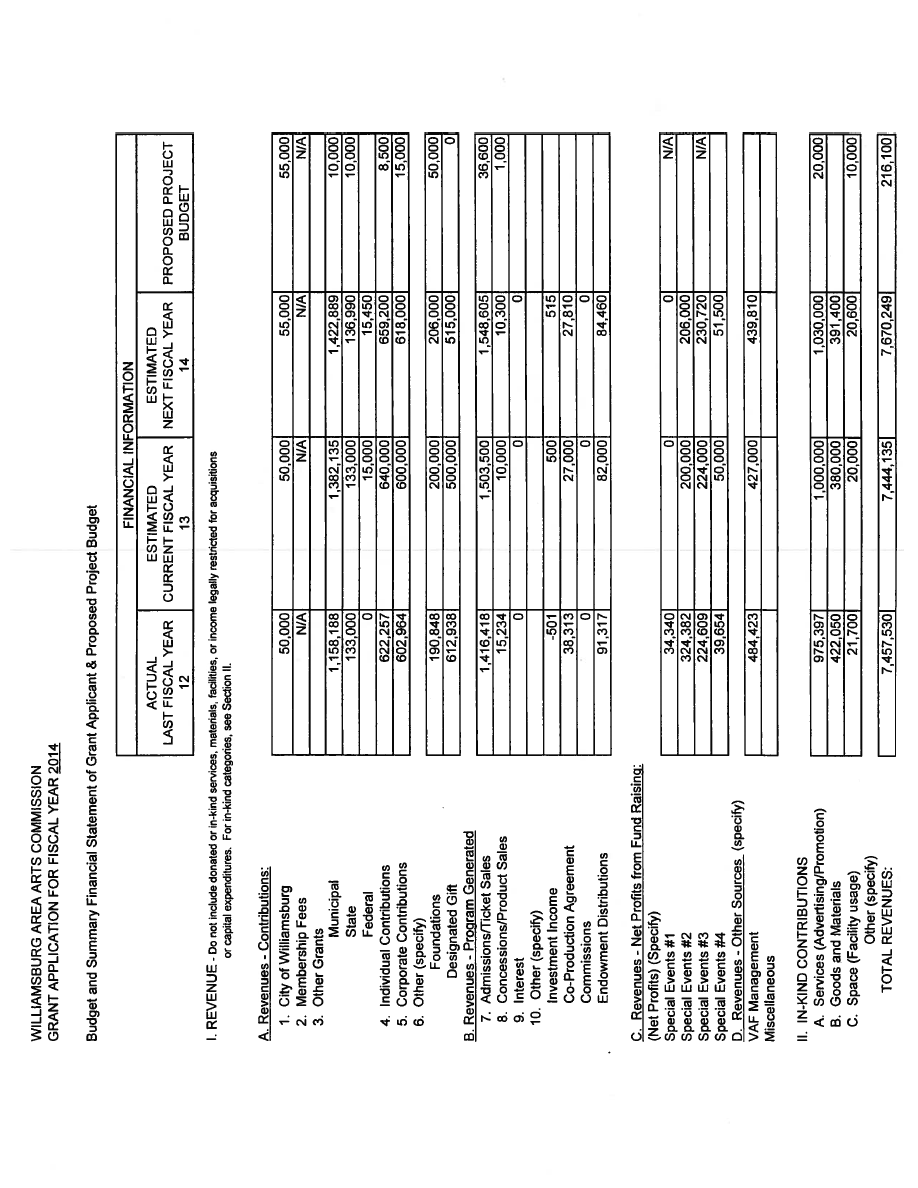 WILLIAMSBURG AREA ARTS COMMISSION
GRANT APPLICATION FOR FISCAL YEAR 2014
Budget and Summary Financial Statement of Grant Applicant & Proposed Project Budget
FINANCIAL INFORMATION
ACTUAL ESTIMATED ESTIMATED PROPOSED PROJECT
LAST FISCAL YEAR CURRENT FISCAL YEAR NEXT FISCAL YEAR BUDGET
12 13 14
I. REVENUE - Do not include donated or in-kind services, materials, facilities, or income legally restricted for acquisitions
or capital expenditures. For in-kind categories, see Section II.
A. Revenues - Contributions:
1. City of Williamsburg 50,000 50,000 55,000 55,000
2. Membership Fees N/A N/A N/A N/A
3. Other Grants
Municipal 1,158,188 1,382,135 1,422,889 10,000
State 133,000 133,000 136,990 10,000
Federal 0 15,000 15,450
4. Individual Contributions 622,257 640,000 659,200 8,500
5. Corporate Contributions 602,964 600,000 618,000 15,000
6. Other (specify)
Foundations 190,848 200,000 206,000 50,000
Designated Gift 612,938 500,000 515,000 0
B. Revenues - Program Generated
7. Admissions/Ticket Sales 1,416,418 1,503,500 1,548,605 36,600
8. Concessions/Product Sales 15,234 10,000 10,300 1,000
9. Interest 0 0 0
10. Other (specify)
Investment Income -501 500 515
Co-Production Agreement 38,313 27,000 27,810
Commissions 0 0 0
Endowment Distributions 91,317 82,000 84,460
C. Revenues - Net Profits from Fund Raising:
(Net Profits) (Specify)
Special Events #1 34,340 0 0 N/A
Special Events #2 324,382 200,000 206,000
Special Events #3 224,609 224,000 230,720 N/A
Special Events #4 39,654 50,000 51,500
D. Revenues - Other Sources (specify)
VAF Management 484,423 427,000 439,810
Miscellaneous
II. IN-KIND CONTRIBUTIONS
A. Services (Advertising/Promotion) 975,397 1,000,000 1,030,000 20,000
B. Goods and Materials 422,050 380,000 391,400
C. Space (Facility usage) 21,700 20,000 20,600 10,000
Other (specify)
TOTAL REVENUES: 7,457,530 7,444,135 7,670,249 216,100